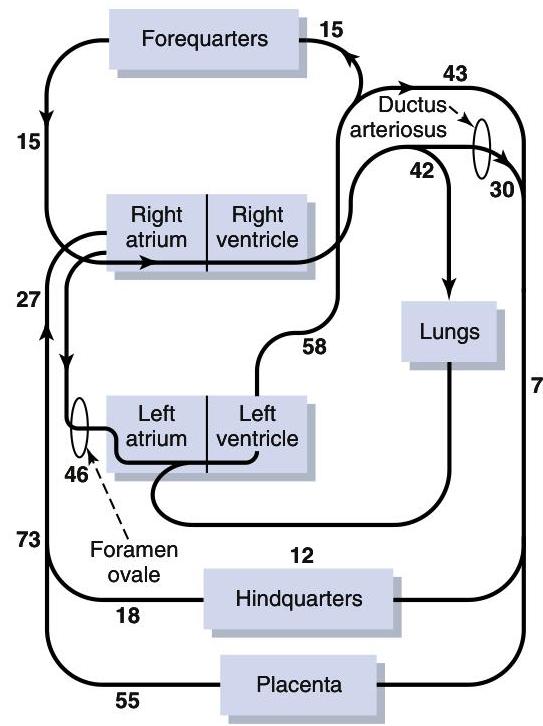 15
Forequarters
43
Ductus
arteriosus
15
42
30
Right
atrium
Right
ventricle
27
Lungs
58
7
Left
atrium
Left
ventricle
46
73
Foramen
ovale
12
Hindquarters
18
Placenta
55